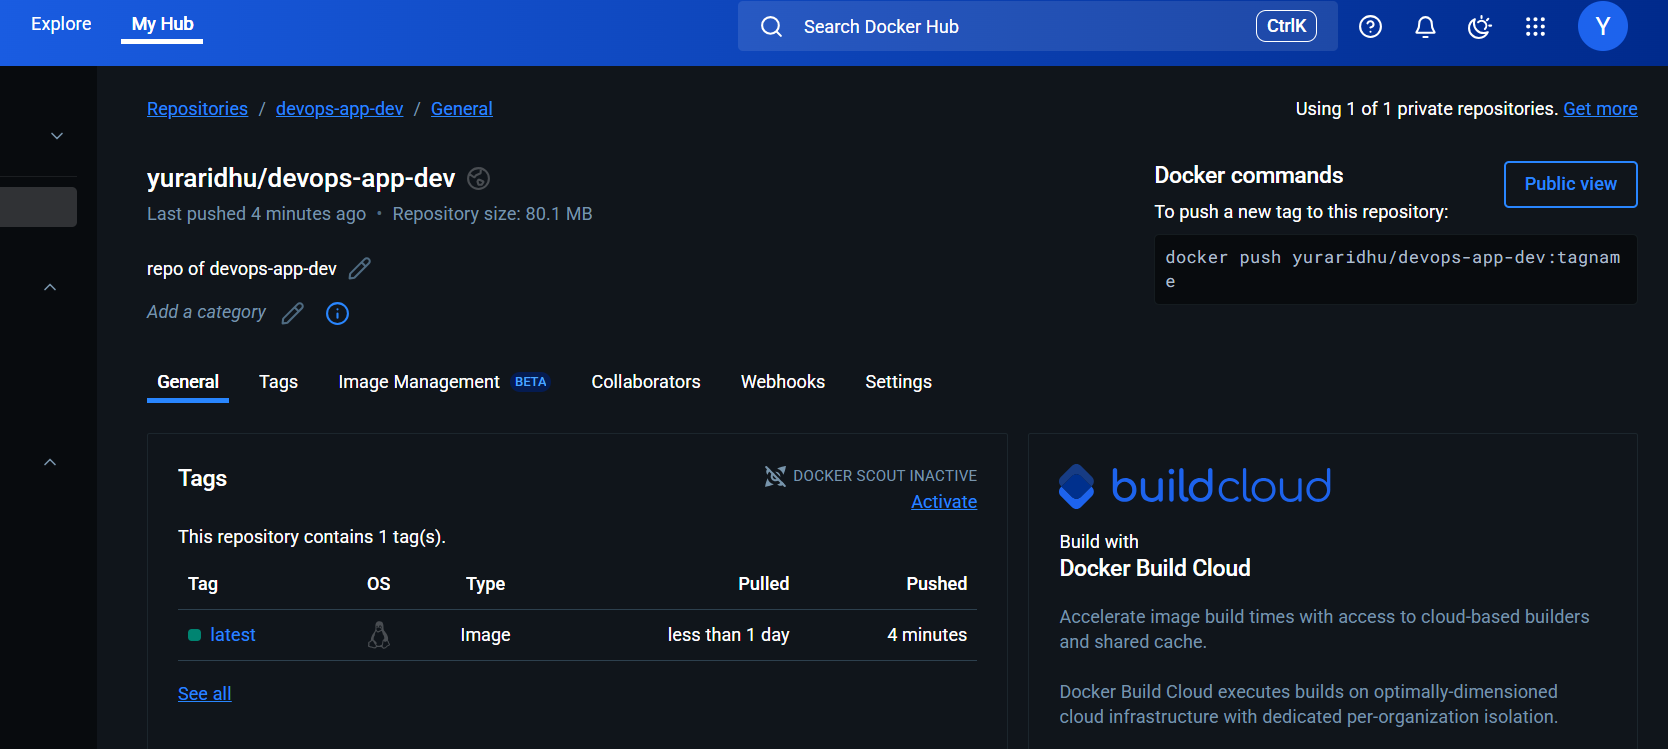 Explore
My Hub
Search Docker Hub
CtrlK
Y
Repositories / devops-app-dev / General
Using 1 of 1 private repositories. Get more
yuraridhu/devops-app-dev
Last pushed 4 minutes ago • Repository size: 80.1 MB
repo of devops-app-dev
Add a category
Docker commands
Public view
To push a new tag to this repository:
docker push yuraridhu/devops-app-dev:tagnam
e
General
Tags
Image Management BETA
Collaborators
Webhooks
Settings
Tags
DOCKER SCOUT INACTIVE
Activate
This repository contains 1 tag(s).
Tag OS Type Pulled Pushed
latest Image less than 1 day 4 minutes
See all
buildcloud
Build with
Docker Build Cloud
Accelerate image build times with access to cloud-based builders
and shared cache.
Docker Build Cloud executes builds on optimally-dimensioned
cloud infrastructure with dedicated per-organization isolation.